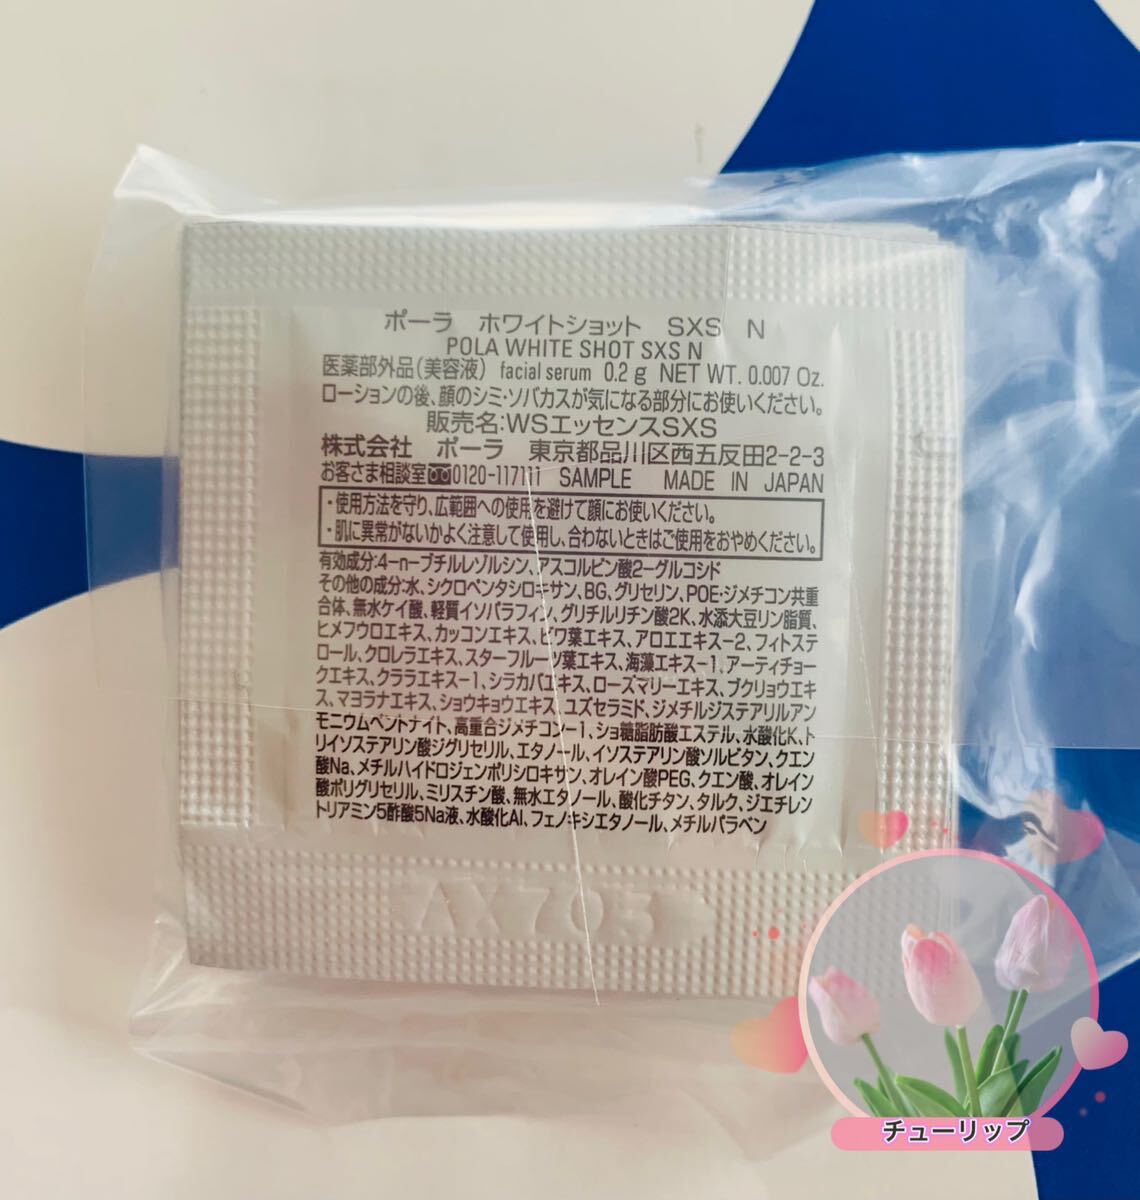 ポーラ ホワイトショット SXS N
POLA WHITE SHOT SXS N
医薬部外品(美容液) facial serum 0.2 g NET WT. 0.007 Oz.
ローションの後、顔のシミ・ソバカスが気になる部分にお使いください。
販売名:WSエッセンスSXS
株式会社 ポーラ 東京都品川区西五反田2-2-3
お客さま相談室 0120-117111 SAMPLE MADE IN JAPAN
・使用方法を守り、広範囲への使用を避けて顔にお使いください。
・肌に異常がないかよく注意して使用し、合わないときはご使用をおやめください。
有効成分:4-n-ブチルレゾルシン、アスコルビン酸2-グルコシド
その他の成分:水、シクロペンタシロキサン、BG、グリセリン、POE・ジメチコン共重
合体、無水ケイ酸、軽質イソパラフィン、グリチルリチン酸2K、水添大豆リン脂質、
ヒメフウロエキス、カッコンエキス、ビワ葉エキス、アロエエキス-2、フィトステ
ロール、クロレラエキス、スターフルーツ葉エキス、海藻エキス-1、アーティチョー
クエキス、クララエキス-1、シラカバエキス、ローズマリーエキス、ブクリョウエキ
ス、マヨラナエキス、ショウキョウエキス、ユズセラミド、ジメチルジステアリルアン
モニウムヘクトライト、高重合ジメチコン-1、ショ糖脂肪酸エステル、水酸化K、ト
リイソステアリン酸ジグリセリル、エタノール、イソステアリン酸ソルビタン、クエン
酸Na、メチルハイドロジェンポリシロキサン、オレイン酸PEG、クエン酸、オレイン
酸ポリグリセリル、ミリスチン酸、無水エタノール、酸化チタン、タルク、ジエチレン
トリアミン5酢酸5Na液、水酸化Al、フェノキシエタノール、メチルパラベン
AX703
チューリップ